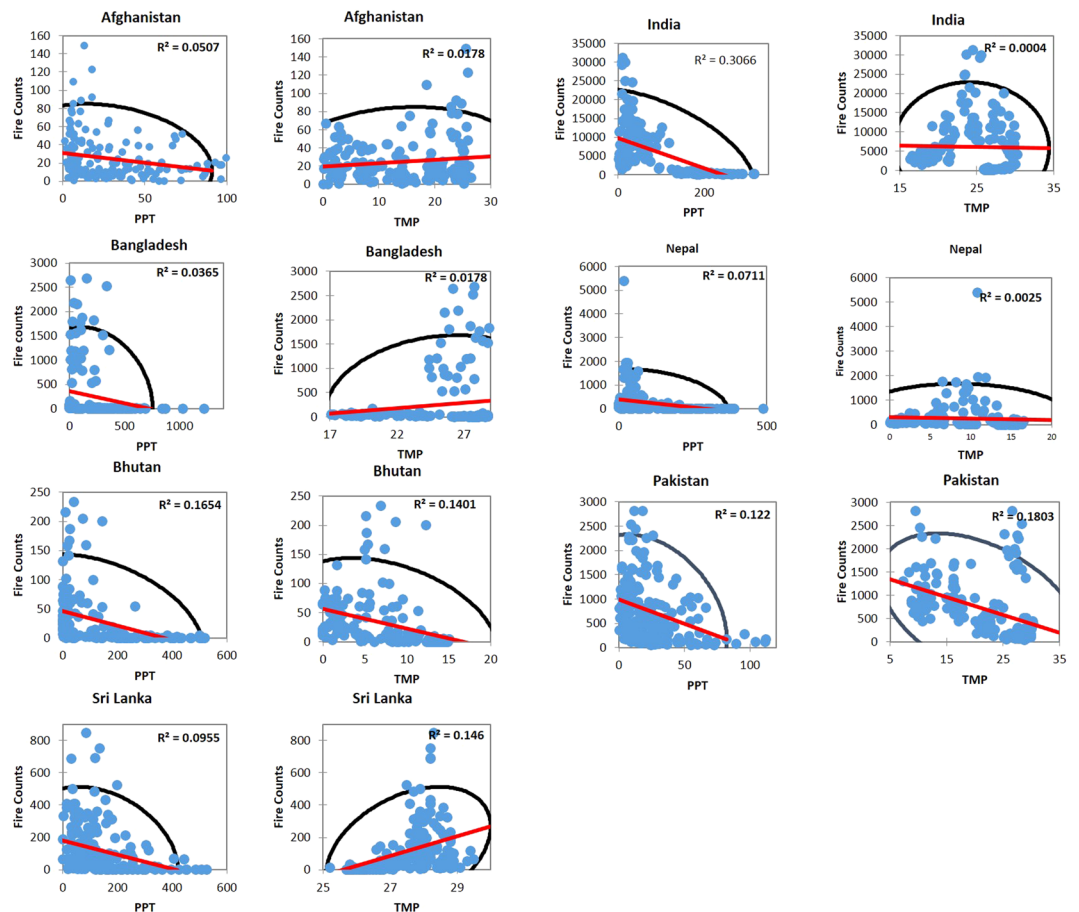 Afghanistan
R² = 0.0507
Fire Counts
160
140
120
100
80
60
40
20
0
0 50 100
PPT
Afghanistan
R² = 0.0178
Fire Counts
160
140
120
100
80
60
40
20
0
0 10 20 30
TMP
India
R² = 0.3066
Fire Counts
35000
30000
25000
20000
15000
10000
5000
0
0 200
PPT
India
R² = 0.0004
Fire Counts
35000
30000
25000
20000
15000
10000
5000
0
15 25 35
TMP
Bangladesh
R² = 0.0365
Fire Counts
3000
2500
2000
1500
1000
500
0
0 500 1000
PPT
Bangladesh
R² = 0.0178
Fire Counts
3000
2500
2000
1500
1000
500
0
17 22 27
TMP
Nepal
R² = 0.0711
Fire Counts
6000
5000
4000
3000
2000
1000
0
0 500
PPT
Nepal
R² = 0.0025
Fire Counts
6000
5000
4000
3000
2000
1000
0
0 5 10 15 20
TMP
Bhutan
R² = 0.1654
Fire Counts
250
200
150
100
50
0
0 200 400 600
PPT
Bhutan
R² = 0.1401
Fire Counts
250
200
150
100
50
0
0 5 10 15 20
TMP
Pakistan
R² = 0.122
Fire Counts
3000
2500
2000
1500
1000
500
0
0 50 100
PPT
Pakistan
R² = 0.1803
Fire Counts
3000
2500
2000
1500
1000
500
0
5 15 25 35
TMP
Sri Lanka
R² = 0.0955
Fire Counts
800
600
400
200
0
0 200 400 600
PPT
Sri Lanka
R² = 0.146
Fire Counts
800
600
400
200
0
25 27 29
TMP